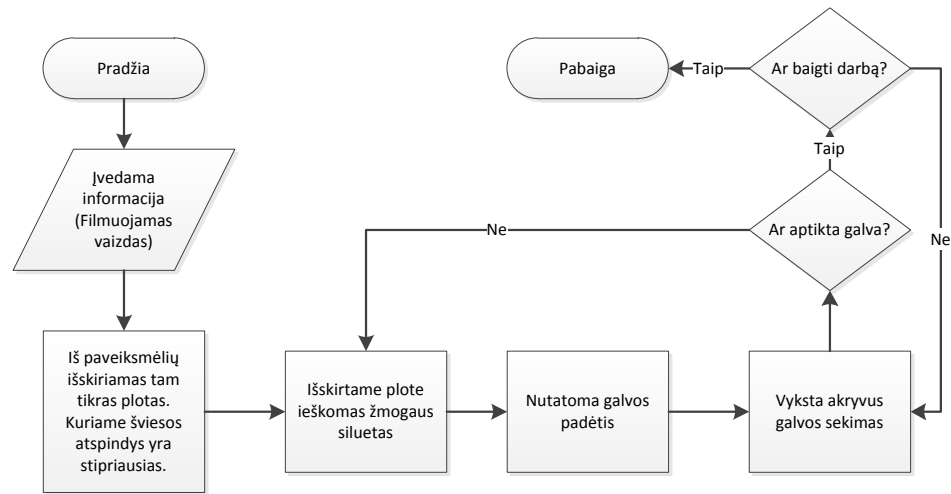 Pradžia
Įvedama
informacija
(Filmuojamas
vaizdas)
Iš paveiksmėlių
išskiriamas tam
tikras plotas.
Kuriame šviesos
atspindys yra
stipriausias.
Išskirtame plote
ieškomas žmogaus
siluetas
Nutatoma galvos
padėtis
Vyksta akryvus
galvos sekimas
Ar aptikta galva?
Ne
Taip
Ar baigti darbą?
Ne
Taip
Pabaiga